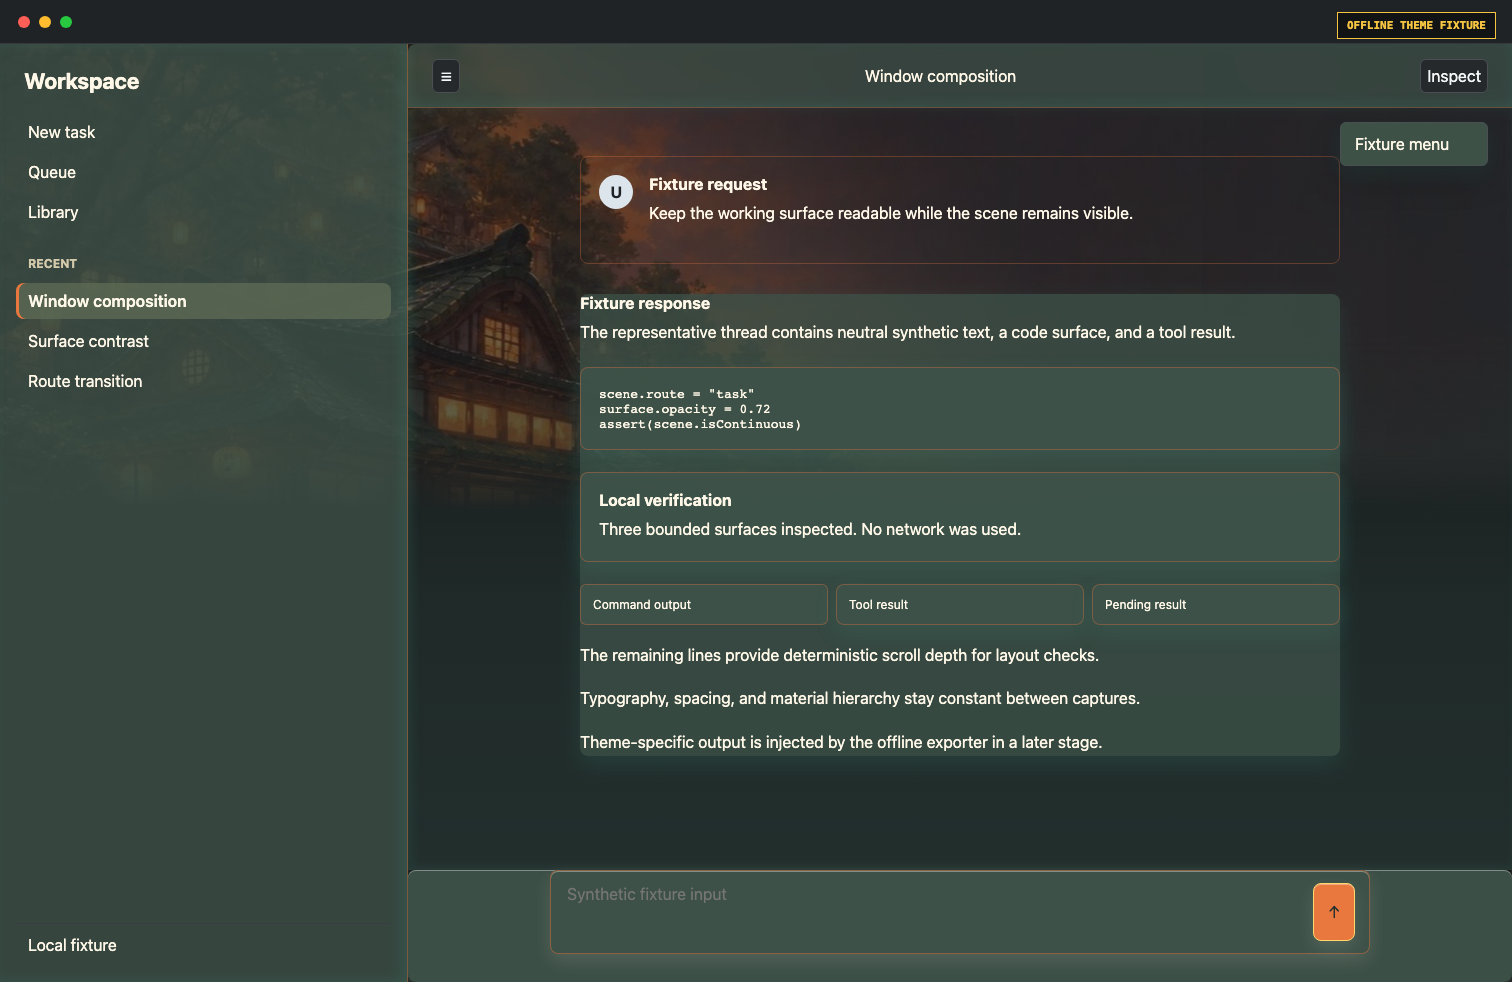 OFFLINE THEME FIXTURE
Workspace
New task
Queue
Library
RECENT
Window composition
Surface contrast
Route transition
Local fixture
≡
Window composition
Inspect
Fixture menu
U
Fixture request
Keep the working surface readable while the scene remains visible.
Fixture response
The representative thread contains neutral synthetic text, a code surface, and a tool result.
scene.route = "task"
surface.opacity = 0.72
assert(scene.isContinuous)
Local verification
Three bounded surfaces inspected. No network was used.
Command output
Tool result
Pending result
The remaining lines provide deterministic scroll depth for layout checks.
Typography, spacing, and material hierarchy stay constant between captures.
Theme-specific output is injected by the offline exporter in a later stage.
Synthetic fixture input
↑